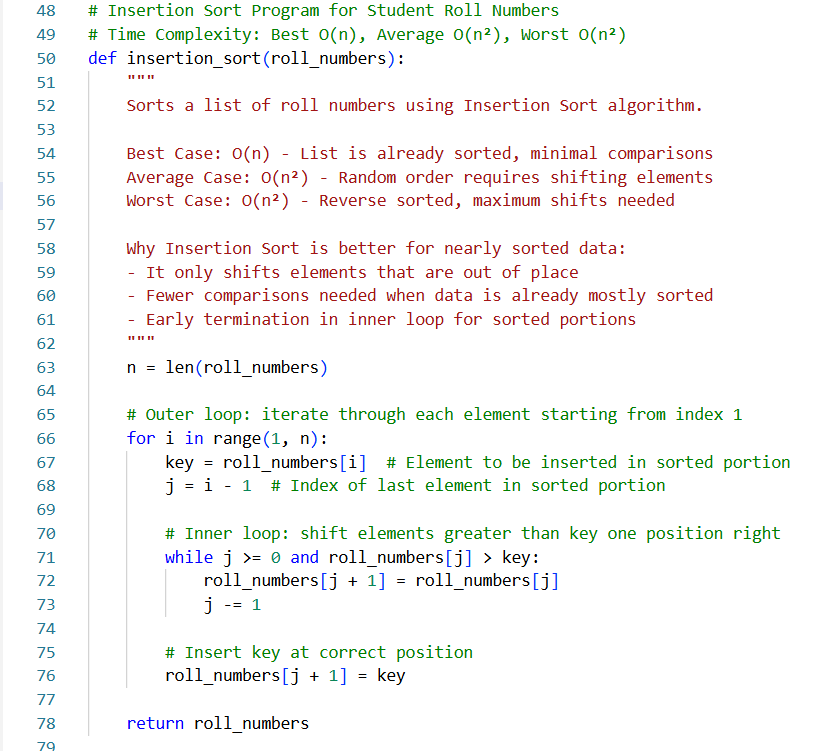 48 # Insertion Sort Program for Student Roll Numbers
49 # Time Complexity: Best O(n), Average O(n²), Worst O(n²)
50 def insertion_sort(roll_numbers):
51     """
52     Sorts a list of roll numbers using Insertion Sort algorithm.
53
54     Best Case: O(n) - List is already sorted, minimal comparisons
55     Average Case: O(n²) - Random order requires shifting elements
56     Worst Case: O(n²) - Reverse sorted, maximum shifts needed
57
58     Why Insertion Sort is better for nearly sorted data:
59     - It only shifts elements that are out of place
60     - Fewer comparisons needed when data is already mostly sorted
61     - Early termination in inner loop for sorted portions
62     """
63     n = len(roll_numbers)
64
65     # Outer loop: iterate through each element starting from index 1
66     for i in range(1, n):
67         key = roll_numbers[i]  # Element to be inserted in sorted portion
68         j = i - 1  # Index of last element in sorted portion
69
70         # Inner loop: shift elements greater than key one position right
71         while j >= 0 and roll_numbers[j] > key:
72             roll_numbers[j + 1] = roll_numbers[j]
73             j -= 1
74
75         # Insert key at correct position
76         roll_numbers[j + 1] = key
77
78     return roll_numbers
79